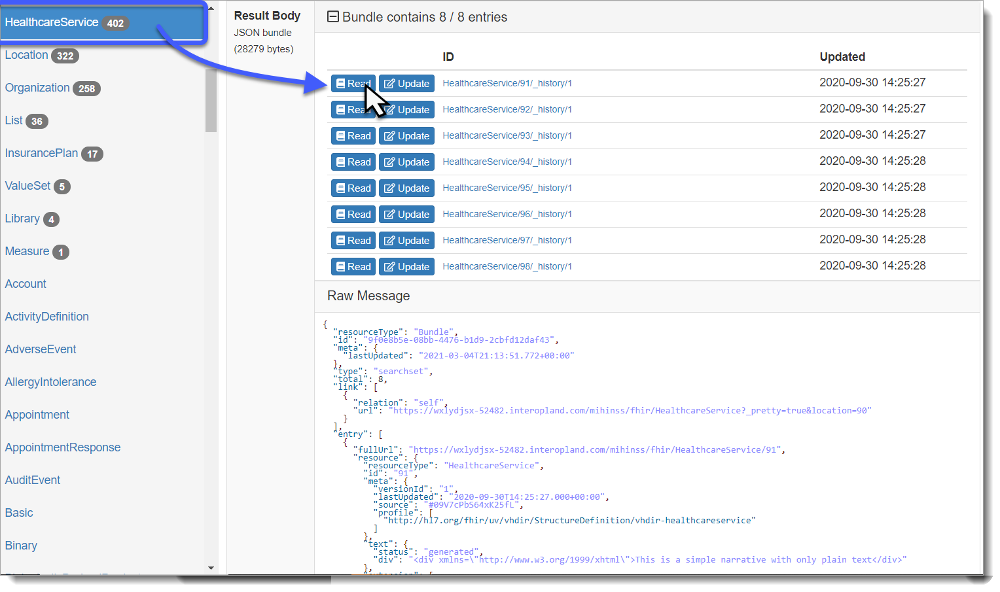 HealthcareService 402
Location 322
Organization 258
List 36
InsurancePlan 17
ValueSet 5
Library 4
Measure 1
Account
ActivityDefinition
AdverseEvent
AllergyIntolerance
Appointment
AppointmentResponse
AuditEvent
Basic
Binary
Result Body
JSON bundle
(28279 bytes)
Bundle contains 8 / 8 entries
ID Updated
Read Update HealthcareService/91/_history/1 2020-09-30 14:25:27
Read Update HealthcareService/92/_history/1 2020-09-30 14:25:27
Read Update HealthcareService/93/_history/1 2020-09-30 14:25:27
Read Update HealthcareService/94/_history/1 2020-09-30 14:25:28
Read Update HealthcareService/95/_history/1 2020-09-30 14:25:28
Read Update HealthcareService/96/_history/1 2020-09-30 14:25:28
Read Update HealthcareService/97/_history/1 2020-09-30 14:25:28
Read Update HealthcareService/98/_history/1 2020-09-30 14:25:28
Raw Message
{
"resourceType": "Bundle",
"id": "9f0e8b5e-08bb-4476-b1d9-2cbfd12daf43",
"meta": {
"lastUpdated": "2021-03-04T21:13:51.772+00:00"
},
"type": "searchset",
"total": 8,
"link": [
{
"relation": "self",
"url": "https://wxlydjsx-52482.interopland.com/mihinss/fhir/HealthcareService?_pretty=true&location=90"
}
],
"entry": [
{
"fullUrl": "https://wxlydjsx-52482.interopland.com/mihinss/fhir/HealthcareService/91",
"resource": {
"resourceType": "HealthcareService",
"id": "91",
"meta": {
"versionId": "1",
"lastUpdated": "2020-09-30T14:25:27.000+00:00",
"source": "#09V7cPbS64xK25fL",
"profile": [
"http://hl7.org/fhir/uv/vhdir/StructureDefinition/vhdir-healthcareservice"
]
},
"text": {
"status": "generated",
"div": "<div xmlns=\"http://www.w3.org/1999/xhtml\">This is a simple narrative with only plain text</div>"
},